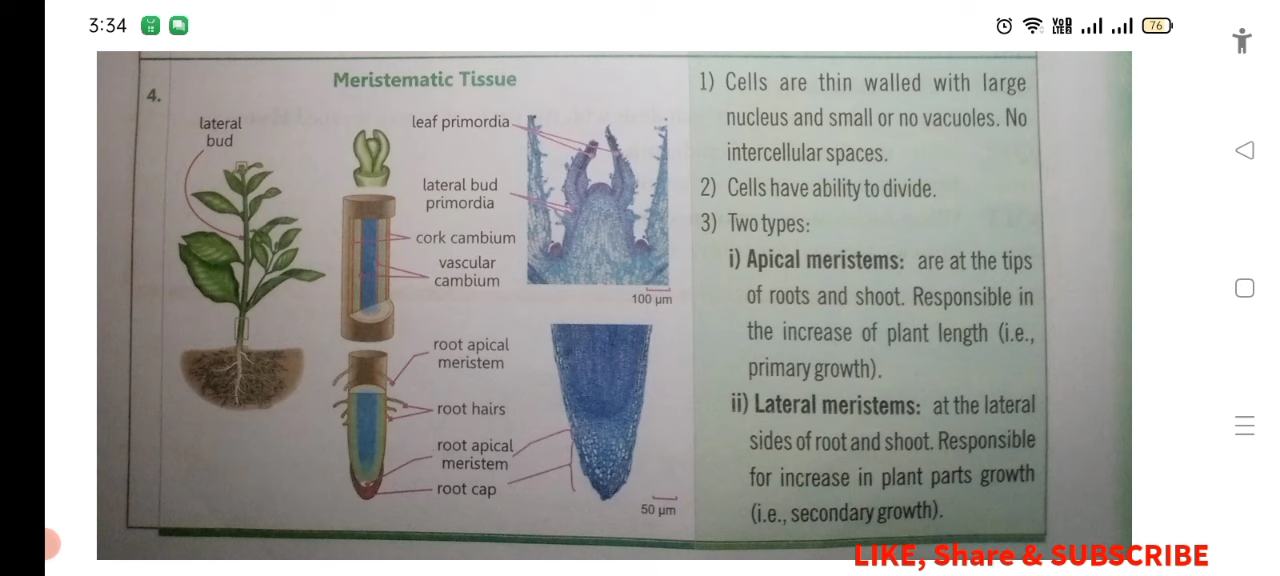 3:34
Vo))
LTE2
76
4.
Meristematic Tissue
lateral
bud
leaf primordia
lateral bud
primordia
cork cambium
vascular
cambium
100 µm
root apical
meristem
root hairs
root apical
meristem
root cap
50 µm
1) Cells are thin walled with large
nucleus and small or no vacuoles. No
intercellular spaces.
2) Cells have ability to divide.
3) Two types:
i) Apical meristems: are at the tips
of roots and shoot. Responsible in
the increase of plant length (i.e.,
primary growth).
ii) Lateral meristems: at the lateral
sides of root and shoot. Responsible
for increase in plant parts growth
(i.e., secondary growth).
LIKE, Share & SUBSCRIBE